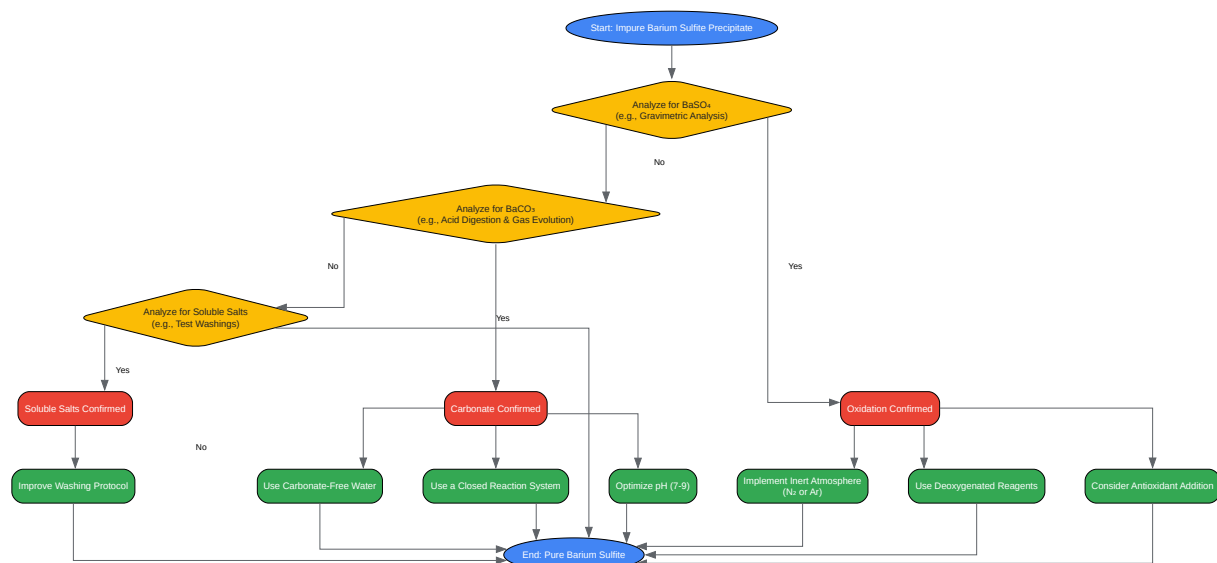 Start: Impure Barium Sulfite Precipitate
Analyze for BaSO₄
(e.g., Gravimetric Analysis)
No
Analyze for BaCO₃
(e.g., Acid Digestion & Gas Evolution)
No
Yes
Analyze for Soluble Salts
(e.g., Test Washings)
Yes
Yes
Soluble Salts Confirmed
Carbonate Confirmed
Oxidation Confirmed
No
Improve Washing Protocol
Use Carbonate-Free Water
Use a Closed Reaction System
Optimize pH (7-9)
Implement Inert Atmosphere
(N₂ or Ar)
Use Deoxygenated Reagents
Consider Antioxidant Addition
End: Pure Barium Sulfite